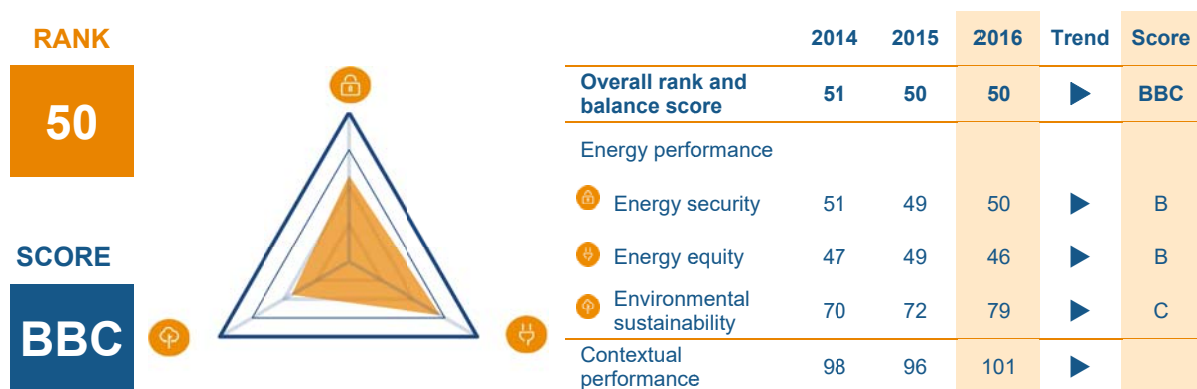 RANK
50
SCORE
BBC
2014 2015 2016 Trend Score
Overall rank and
balance score 51 50 50 BBC
Energy performance
Energy security 51 49 50 B
Energy equity 47 49 46 B
Environmental
sustainability 70 72 79 C
Contextual
performance 98 96 101